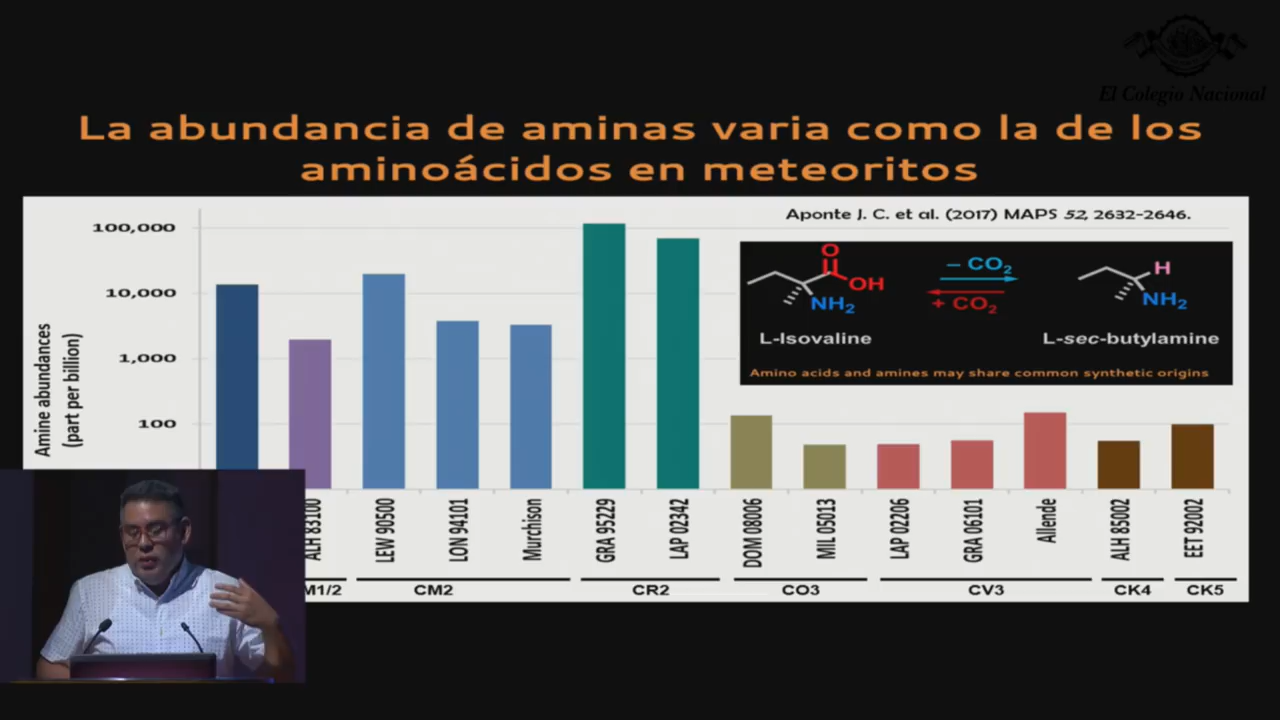 El Colegio Nacional
La abundancia de aminas varia como la de los
aminoácidos en meteoritos
Aponte J. C. et al. (2017) MAPS 52, 2632-2646.
Amine abundances
(part per billion)
100,000
10,000
1,000
100
O
OH
NH2
L-Isovaline
– CO2
+ CO2
H
NH2
L-sec-butylamine
Amino acids and amines may share common synthetic origins
ALH 83100
LEW 90500
LON 94101
Murchison
GRA 95229
LAP 02342
DOM 08006
MIL 05013
LAP 02206
GRA 06101
Allende
ALH 85002
EET 92002
M1/2
CM2
CR2
CO3
CV3
CK4
CK5